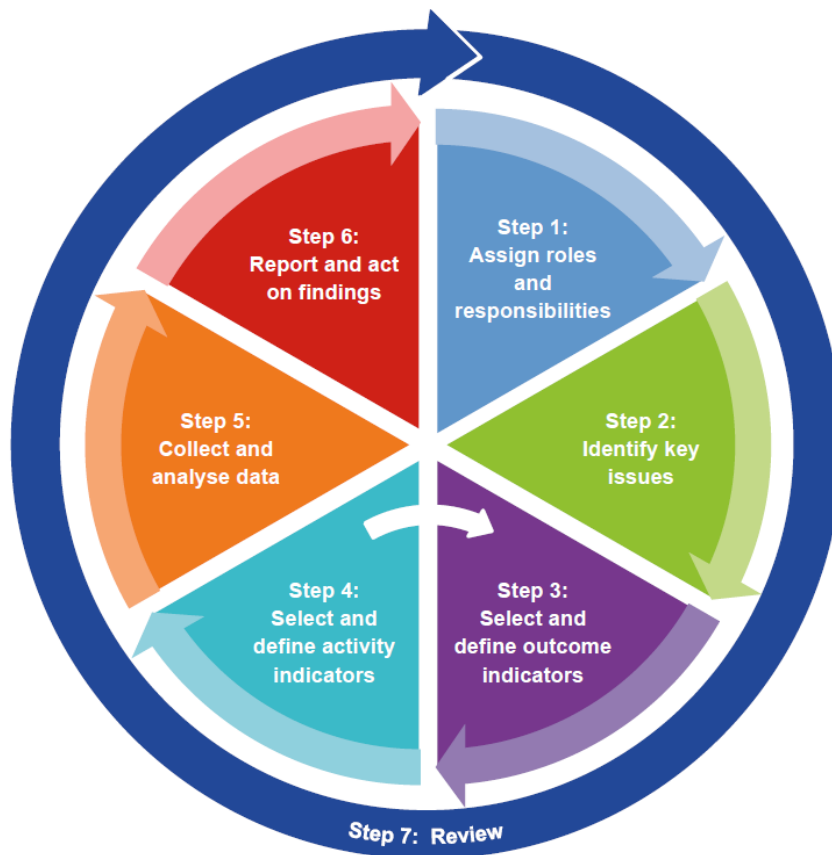 Step 1:
Assign roles
and
responsibilities
Step 2:
Identify key
issues
Step 3:
Select and
define outcome
indicators
Step 4:
Select and
define activity
indicators
Step 5:
Collect and
analyse data
Step 6:
Report and act
on findings
Step 7: Review